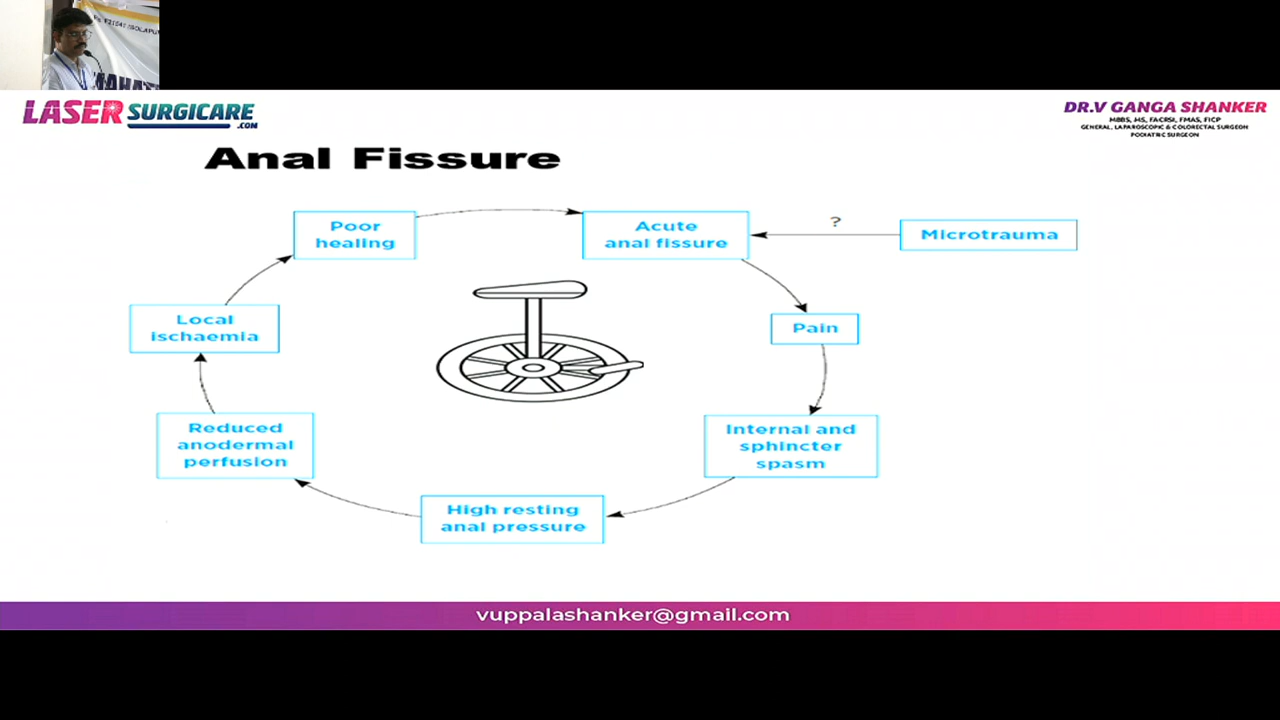 LASER SURGICARE
.COM
DR.V GANGA SHANKER
MBBS, MS, FACRSI, FMAS, FICP
GENERAL, LAPAROSCOPIC & COLORECTAL SURGEON
PODIATRIC SURGEON
Anal Fissure
Poor
healing
Acute
anal fissure
?
Microtrauma
Local
ischaemia
Pain
Reduced
anodermal
perfusion
Internal and
sphincter
spasm
High resting
anal pressure
vuppalashanker@gmail.com